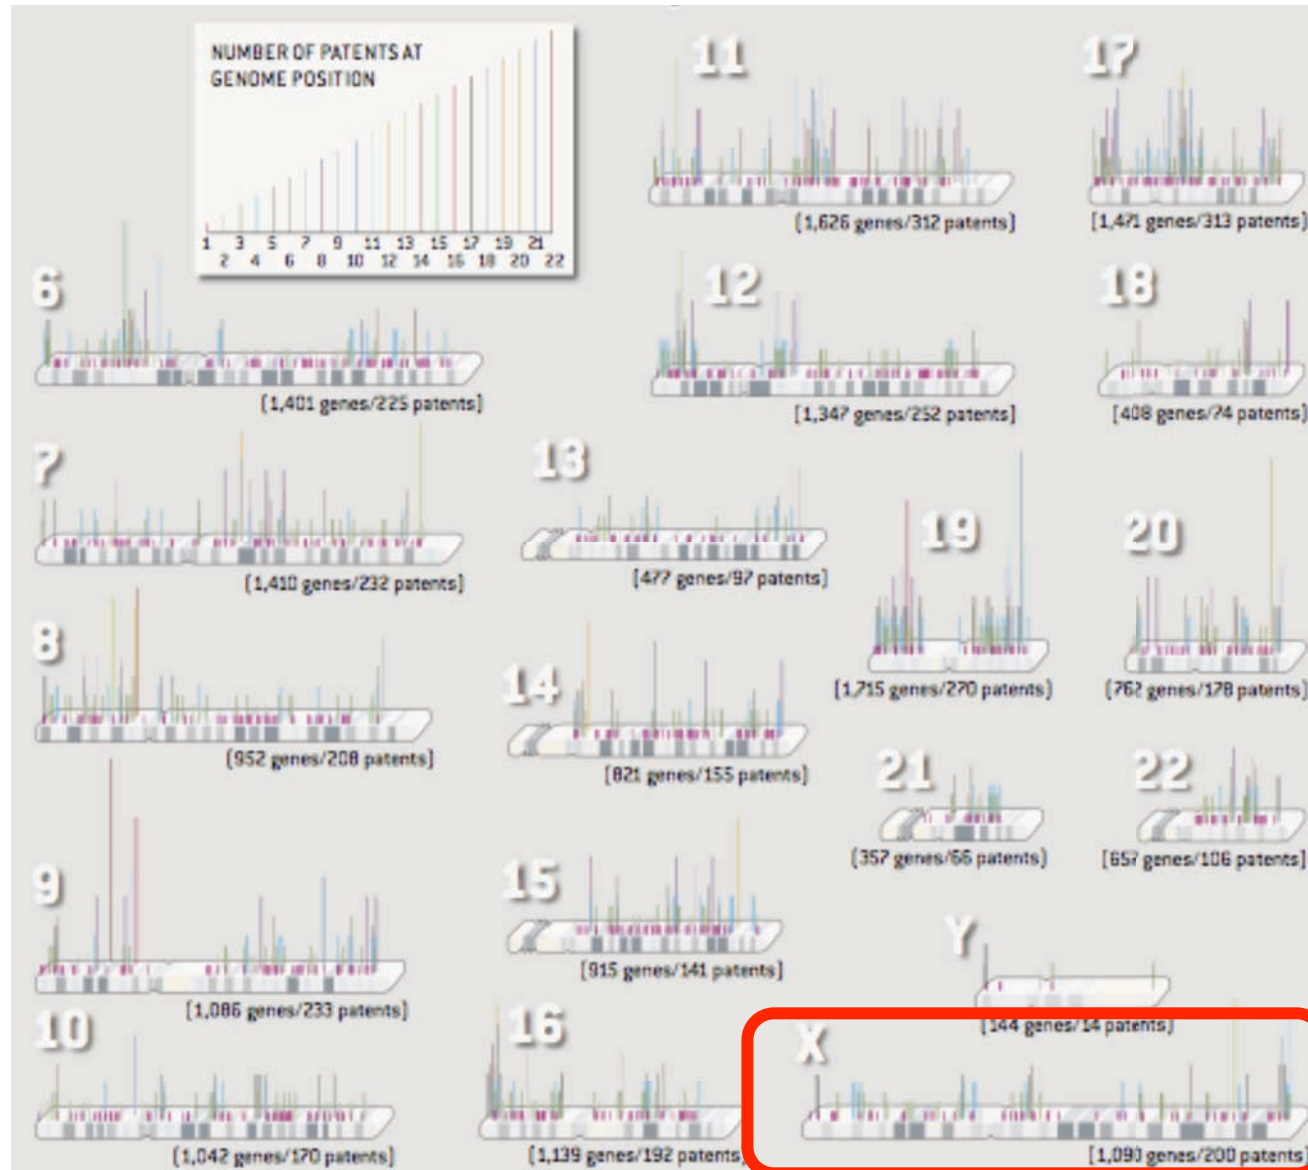 NUMBER OF PATENTS AT
GENOME POSITION
1 3 5 7 9 11 13 15 17 19 21
2 4 6 8 10 12 14 16 18 20 22
6
[1,401 genes/225 patents]
7
[1,410 genes/232 patents]
8
[952 genes/208 patents]
9
[1,086 genes/233 patents]
10
[1,042 genes/170 patents]
11
[1,626 genes/312 patents]
12
[1,347 genes/252 patents]
13
[477 genes/97 patents]
14
[821 genes/155 patents]
15
[915 genes/141 patents]
16
[1,139 genes/192 patents]
17
[1,471 genes/313 patents]
18
[408 genes/74 patents]
19
[1,715 genes/270 patents]
20
[762 genes/178 patents]
21
[357 genes/66 patents]
22
[657 genes/106 patents]
Y
[144 genes/14 patents]
X
[1,090 genes/200 patents]